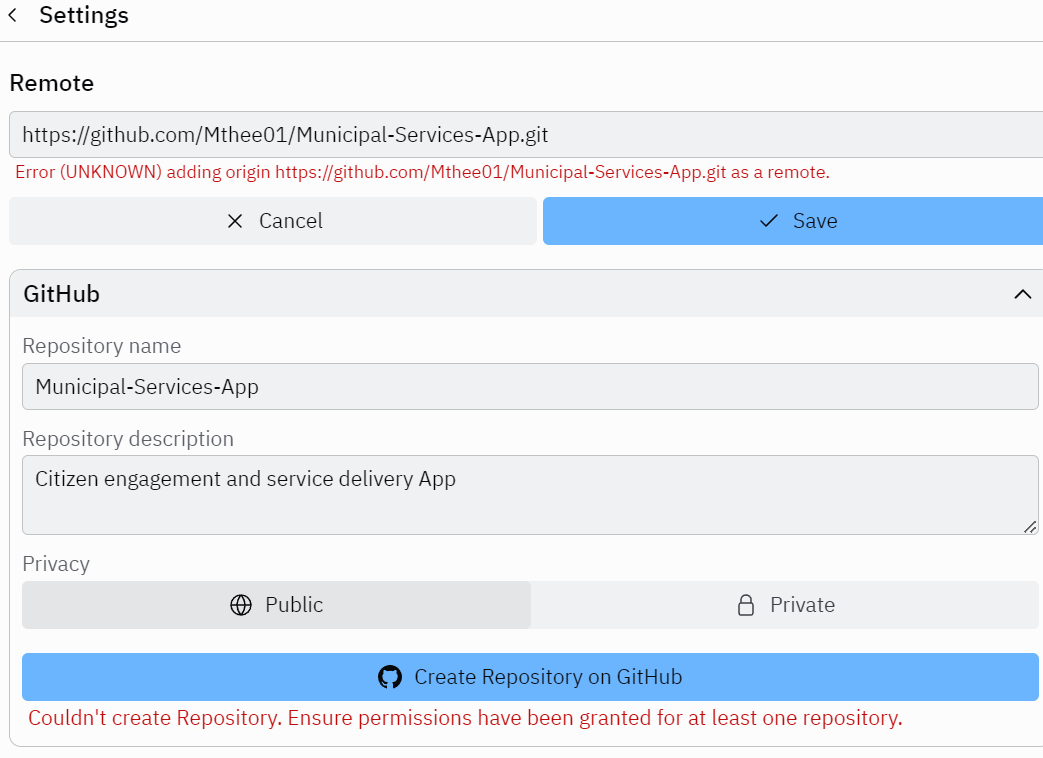 Settings
Remote
https://github.com/Mthee01/Municipal-Services-App.git
Error (UNKNOWN) adding origin https://github.com/Mthee01/Municipal-Services-App.git as a remote.
Cancel
Save
GitHub
Repository name
Municipal-Services-App
Repository description
Citizen engagement and service delivery App
Privacy
Public
Private
Create Repository on GitHub
Couldn't create Repository. Ensure permissions have been granted for at least one repository.